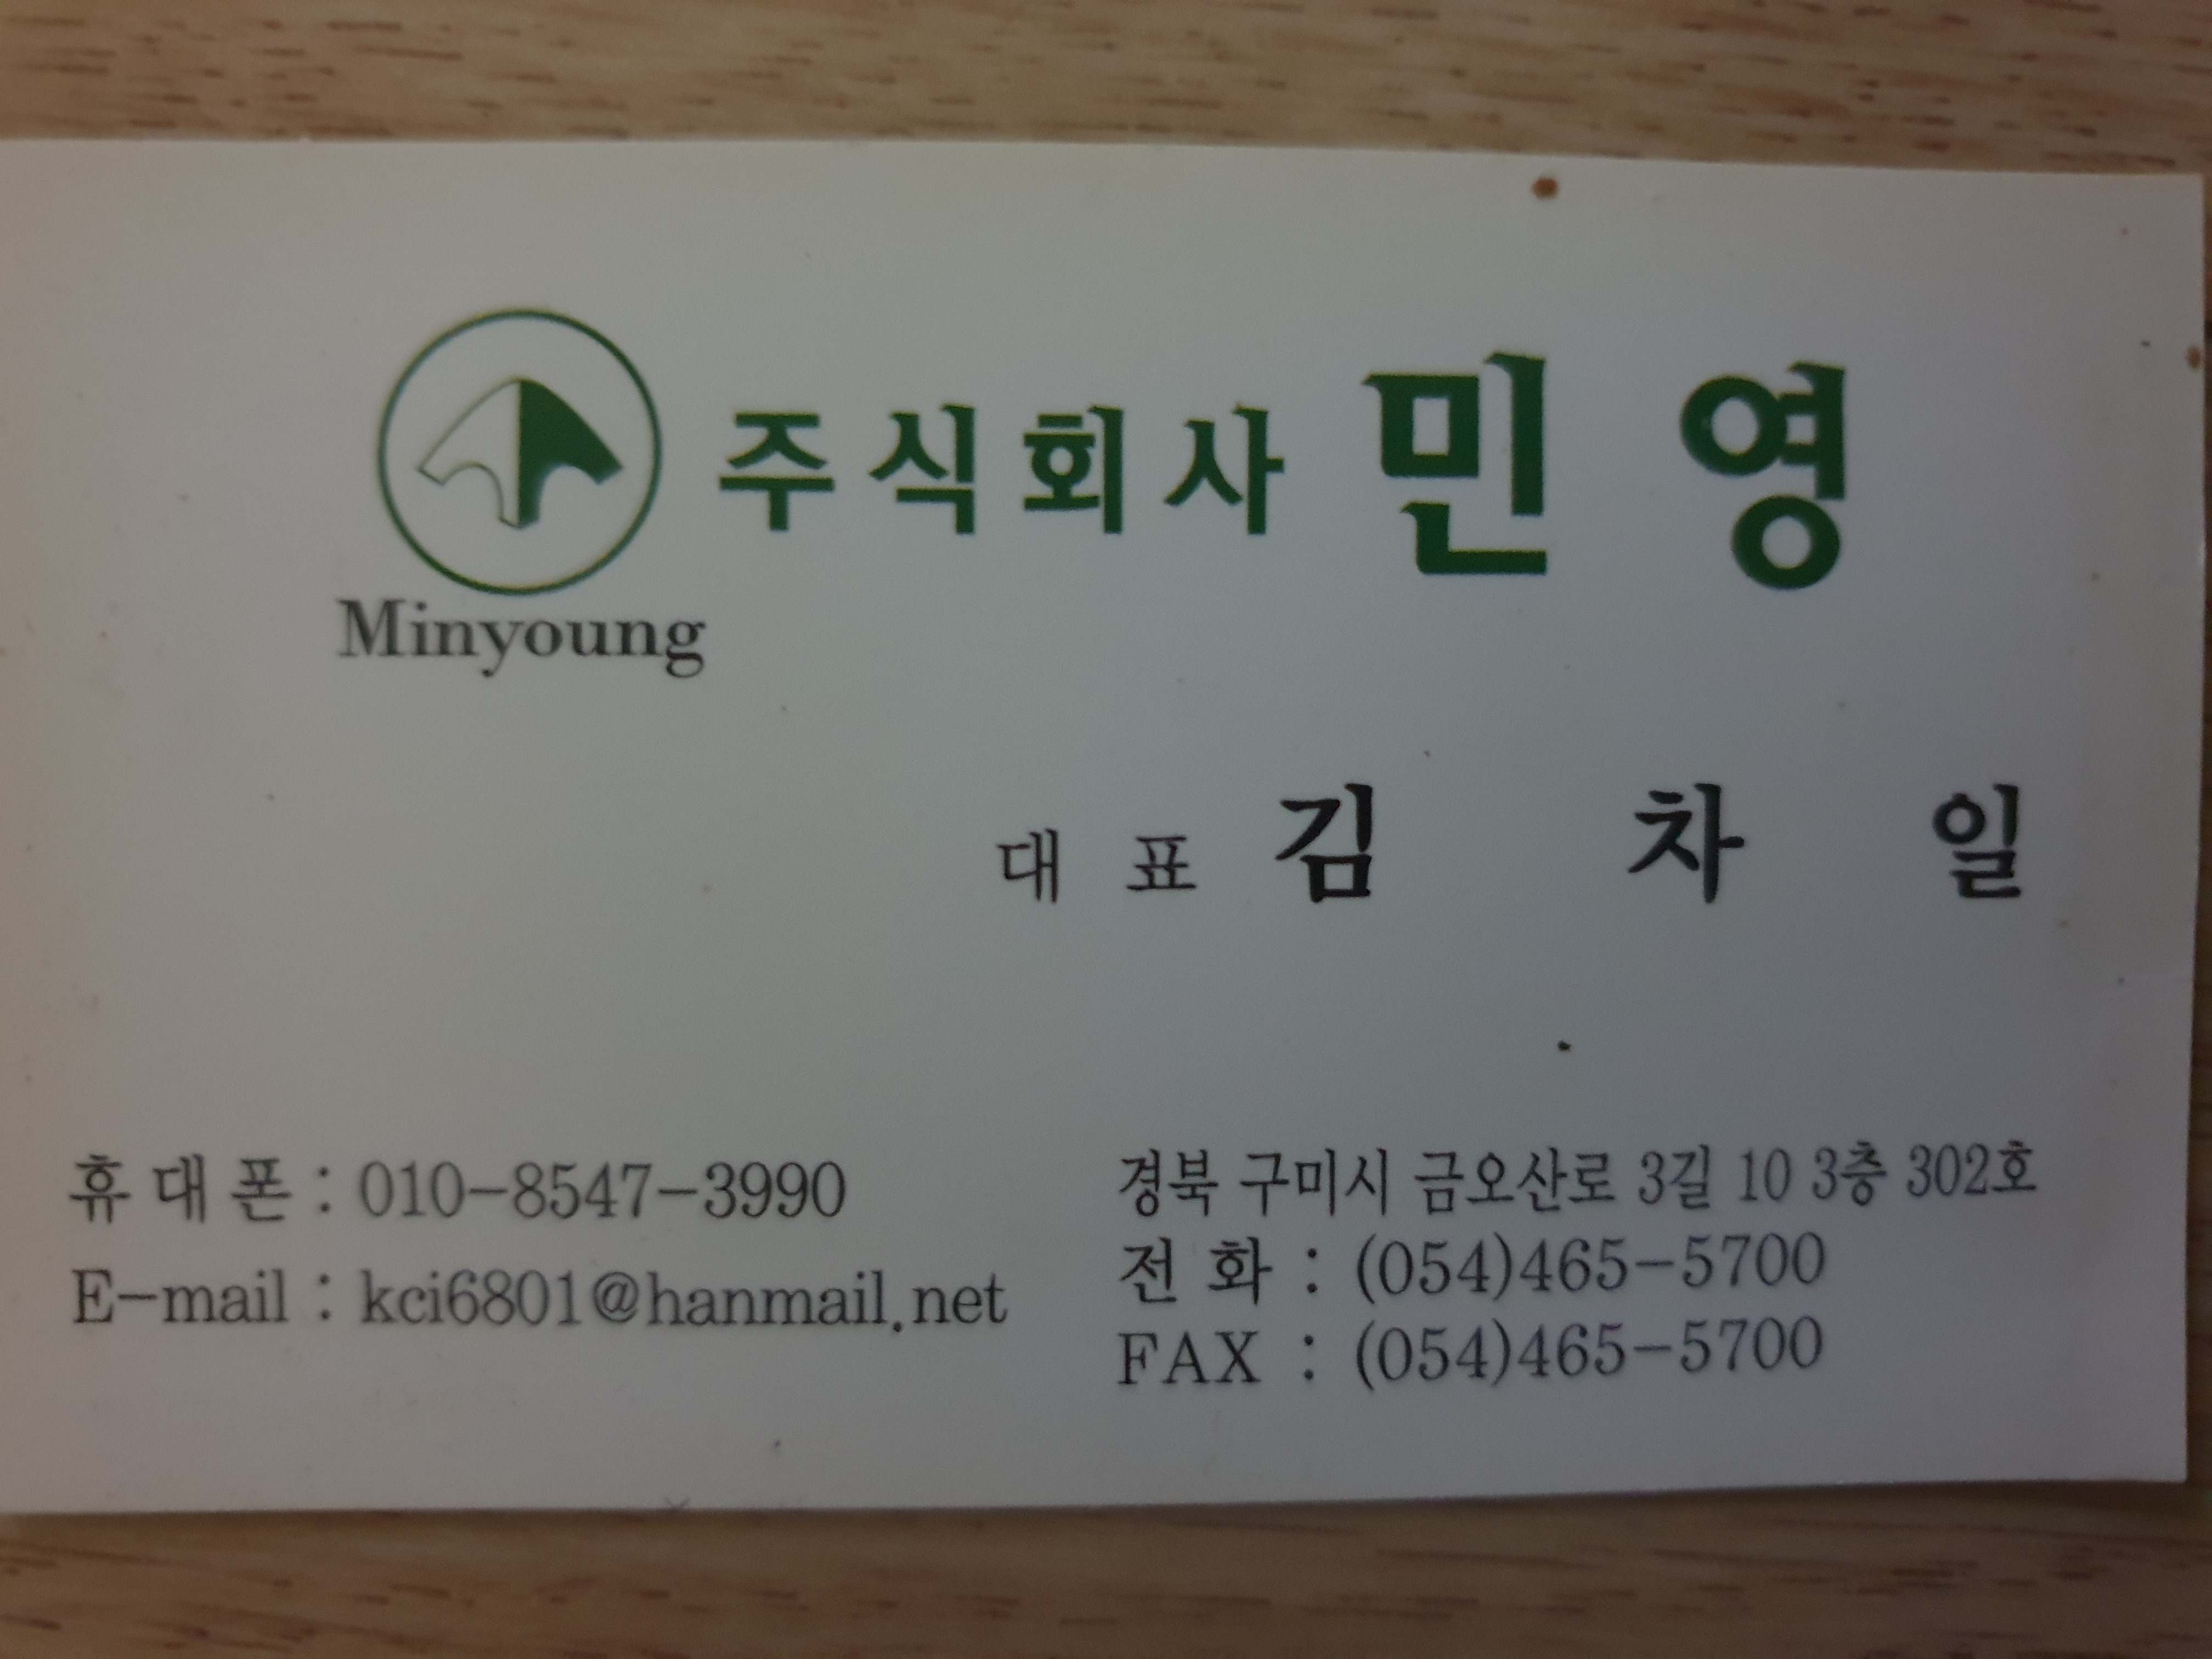 주식회사 민영
Minyoung
대표 김차일
휴대폰 : 010-8547-3990
E-mail : kci6801@hanmail.net
경북 구미시 금오산로 3길 10 3층 302호
전 화 : (054)465-5700
FAX : (054)465-5700